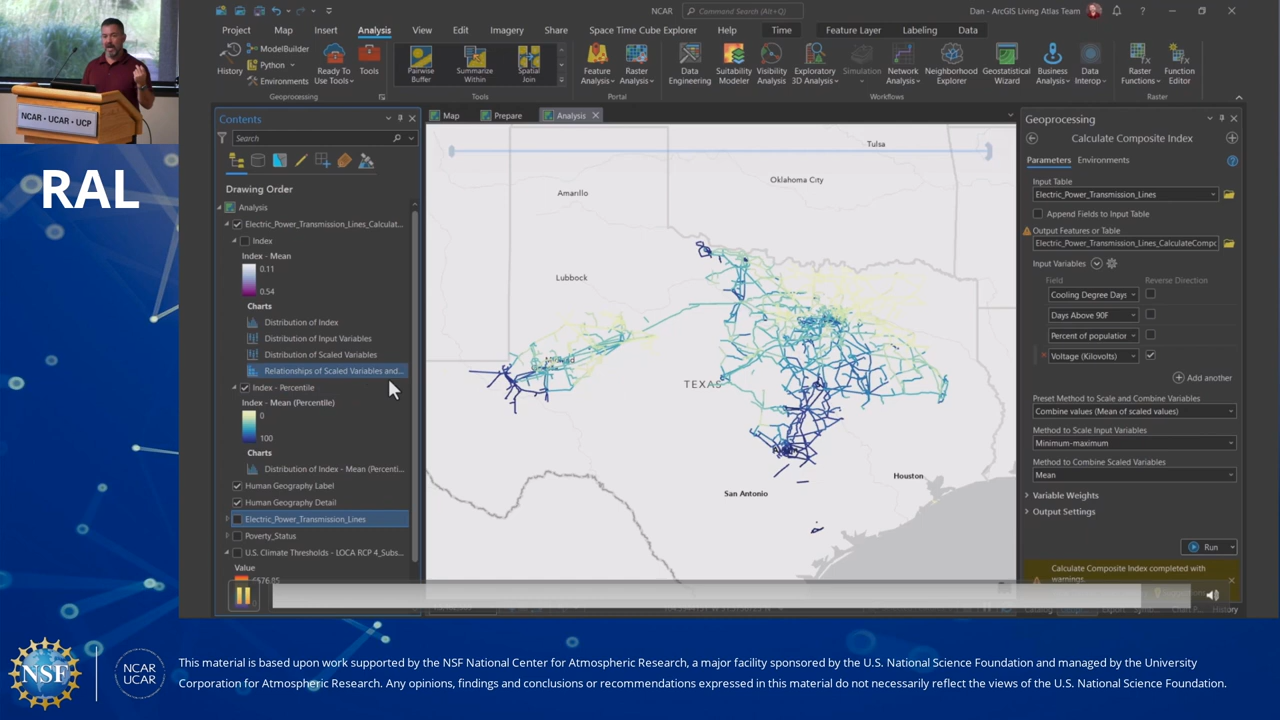 NCAR • UCAR • UCP
RAL
NCAR
Command Search (Alt+Q)
Dan - ArcGIS Living Atlas Team
Project
Map
Insert
Analysis
View
Edit
Imagery
Share
Space Time Cube Explorer
Help
Time
Feature Layer
Labeling
Data
History
ModelBuilder
Python
Environments
Ready To
Use Tools
Tools
Geoprocessing
Pairwise
Buffer
Summarize
Within
Spatial
Join
Tools
Feature
Analysis
Raster
Analysis
Portal
Data
Engineering
Suitability
Modeler
Visibility
Analysis
Exploratory
3D Analysis
Simulation
Network
Analysis
Neighborhood
Explorer
Geostatistical
Wizard
Business
Analysis
Data
Interop
Workflows
Raster
Functions
Function
Editor
Raster
Contents
Search
Drawing Order
Analysis
Electric_Power_Transmission_Lines_Calculat...
Index
Index - Mean
0.11
0.54
Charts
Distribution of Index
Distribution of Input Variables
Distribution of Scaled Variables
Relationships of Scaled Variables and...
Index - Percentile
Index - Mean (Percentile)
0
100
Charts
Distribution of Index - Mean (Percenti...
Human Geography Label
Human Geography Detail
Electric_Power_Transmission_Lines
Poverty_Status
U.S. Climate Thresholds - LOCA RCP 4_Subs...
Value
Map
Prepare
Analysis
Tulsa
Amarillo
Oklahoma City
Lubbock
TEXAS
San Antonio
Houston
Geoprocessing
Calculate Composite Index
Parameters
Environments
Input Table
Electric_Power_Transmission_Lines
Append Fields to Input Table
Output Features or Table
Electric_Power_Transmission_Lines_CalculateCompo
Input Variables
Field
Reverse Direction
Cooling Degree Days
Days Above 90F
Percent of population
Voltage (Kilovolts)
Add another
Preset Method to Scale and Combine Variables
Combine values (Mean of scaled values)
Method to Scale Input Variables
Minimum-maximum
Method to Combine Scaled Variables
Mean
Variable Weights
Output Settings
Run
Calculate Composite Index completed with
warnings.
History
NSF
NCAR
UCAR
This material is based upon work supported by the NSF National Center for Atmospheric Research, a major facility sponsored by the U.S. National Science Foundation and managed by the University
Corporation for Atmospheric Research. Any opinions, findings and conclusions or recommendations expressed in this material do not necessarily reflect the views of the U.S. National Science Foundation.